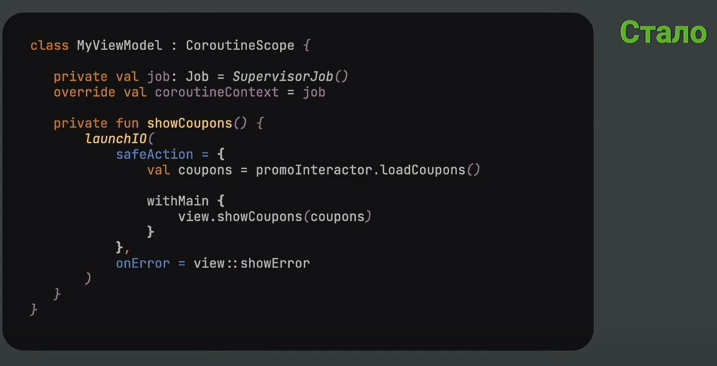 Стало
class MyViewModel : CoroutineScope {
private val job: Job = SupervisorJob()
override val coroutineContext = job
private fun showCoupons() {
launchIO(
safeAction = {
val coupons = promoInteractor.loadCoupons()
withMain {
view.showCoupons(coupons)
}
},
onError = view::showError
)
}
}